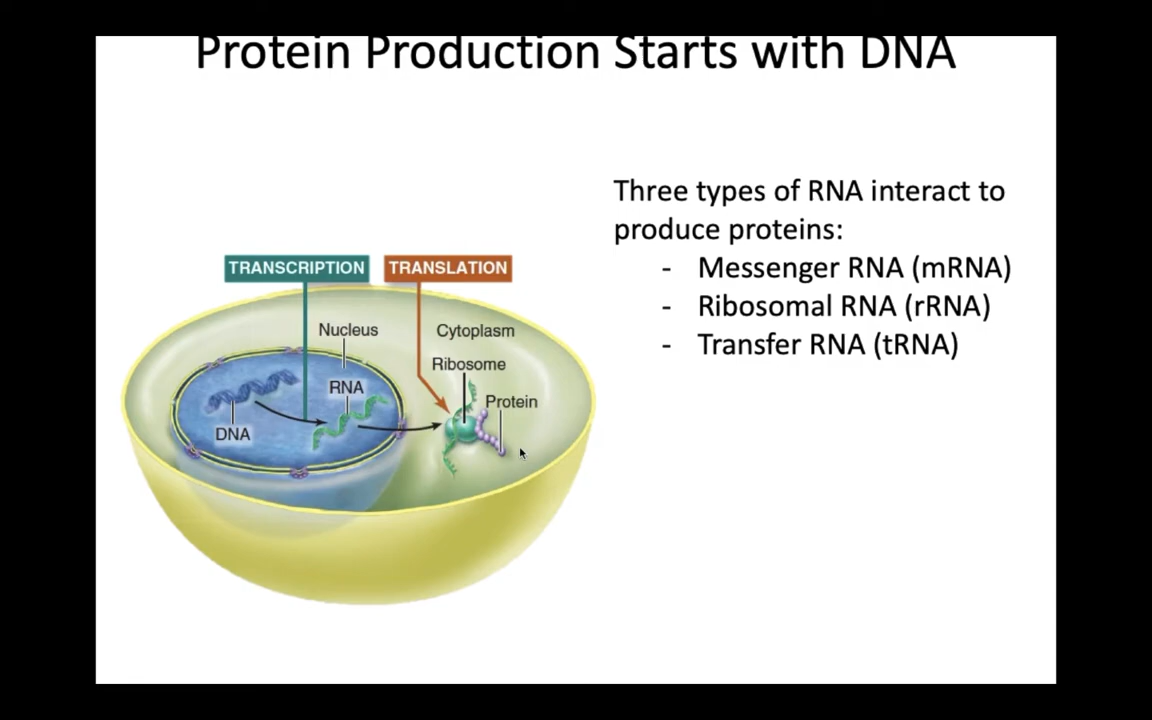 Protein Production Starts with DNA
Three types of RNA interact to
produce proteins:
- Messenger RNA (mRNA)
- Ribosomal RNA (rRNA)
- Transfer RNA (tRNA)
TRANSCRIPTION
TRANSLATION
Nucleus
Cytoplasm
Ribosome
RNA
Protein
DNA